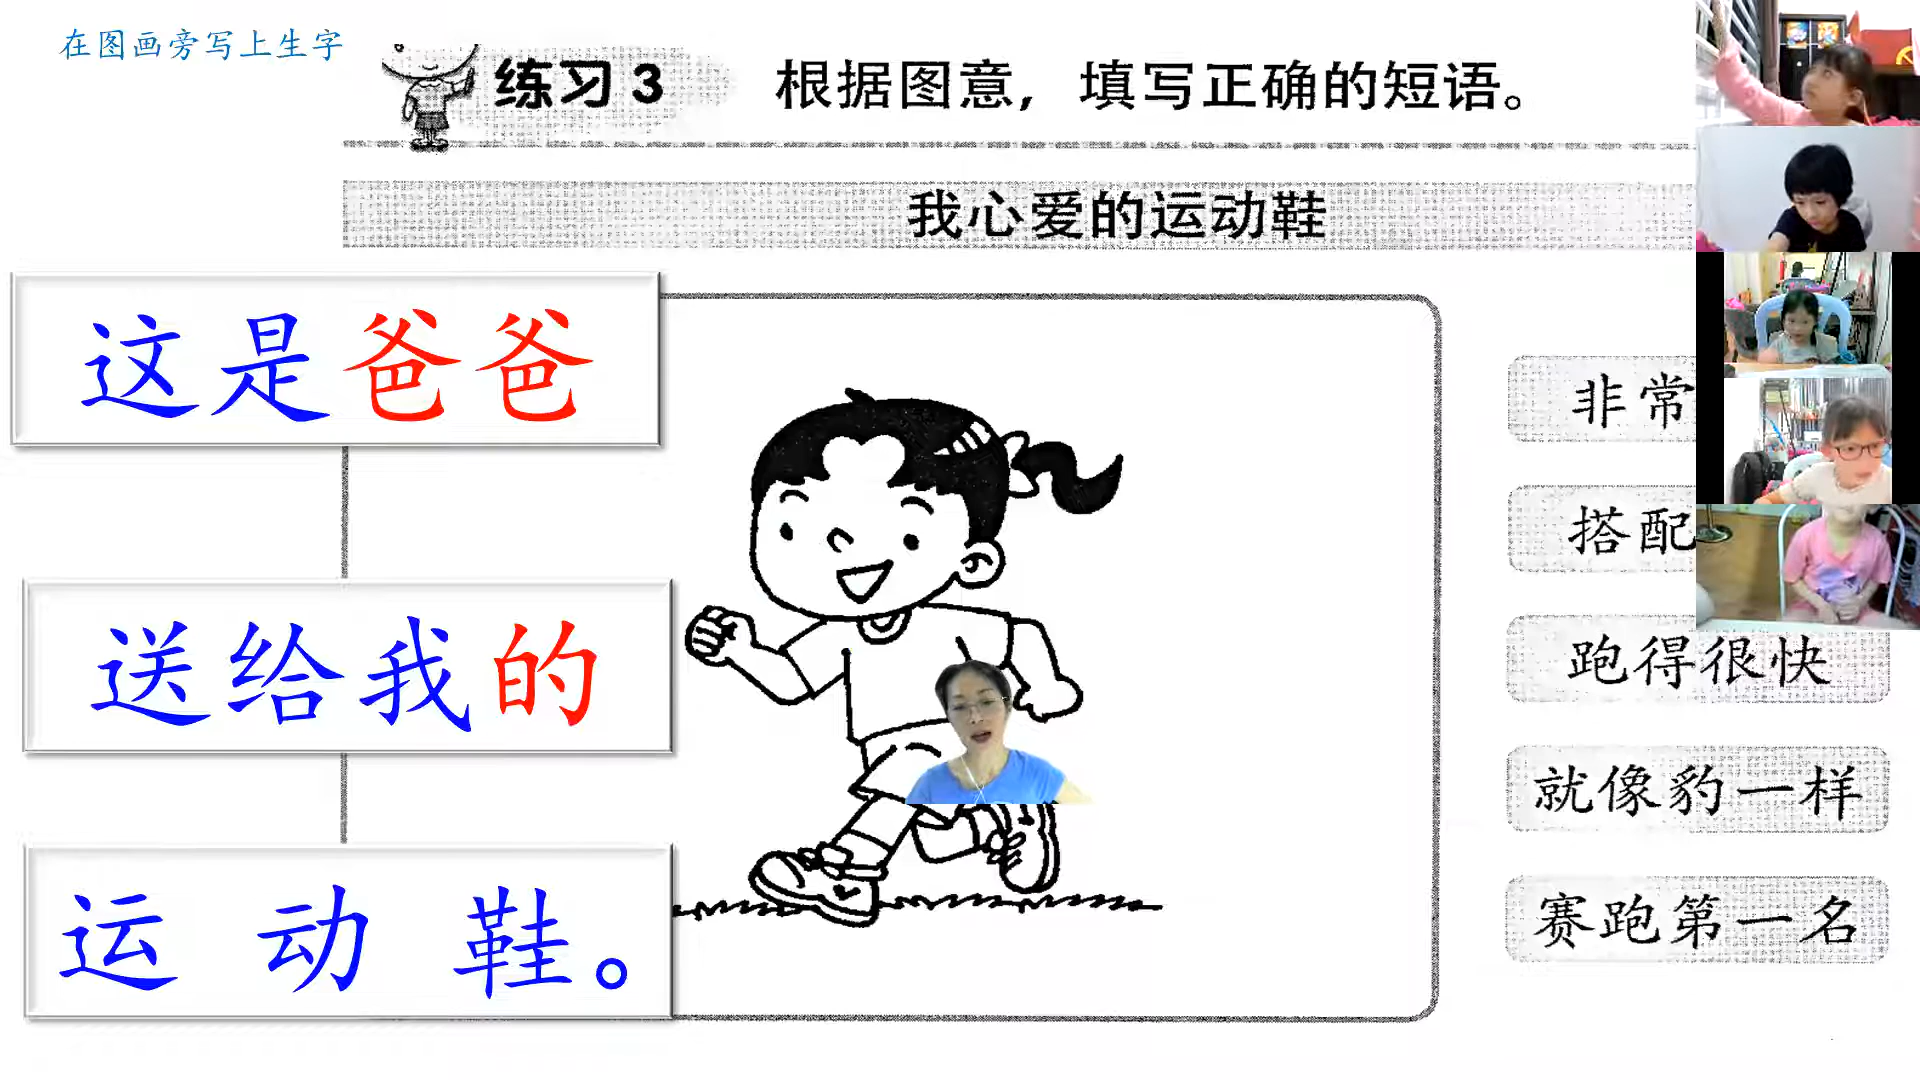 在图画旁写上生字
练习 3 根据图意，填写正确的短语。
我心爱的运动鞋
这是爸爸
送给我的
运动鞋。
非常
搭配
跑得很快
就像豹一样
赛跑第一名